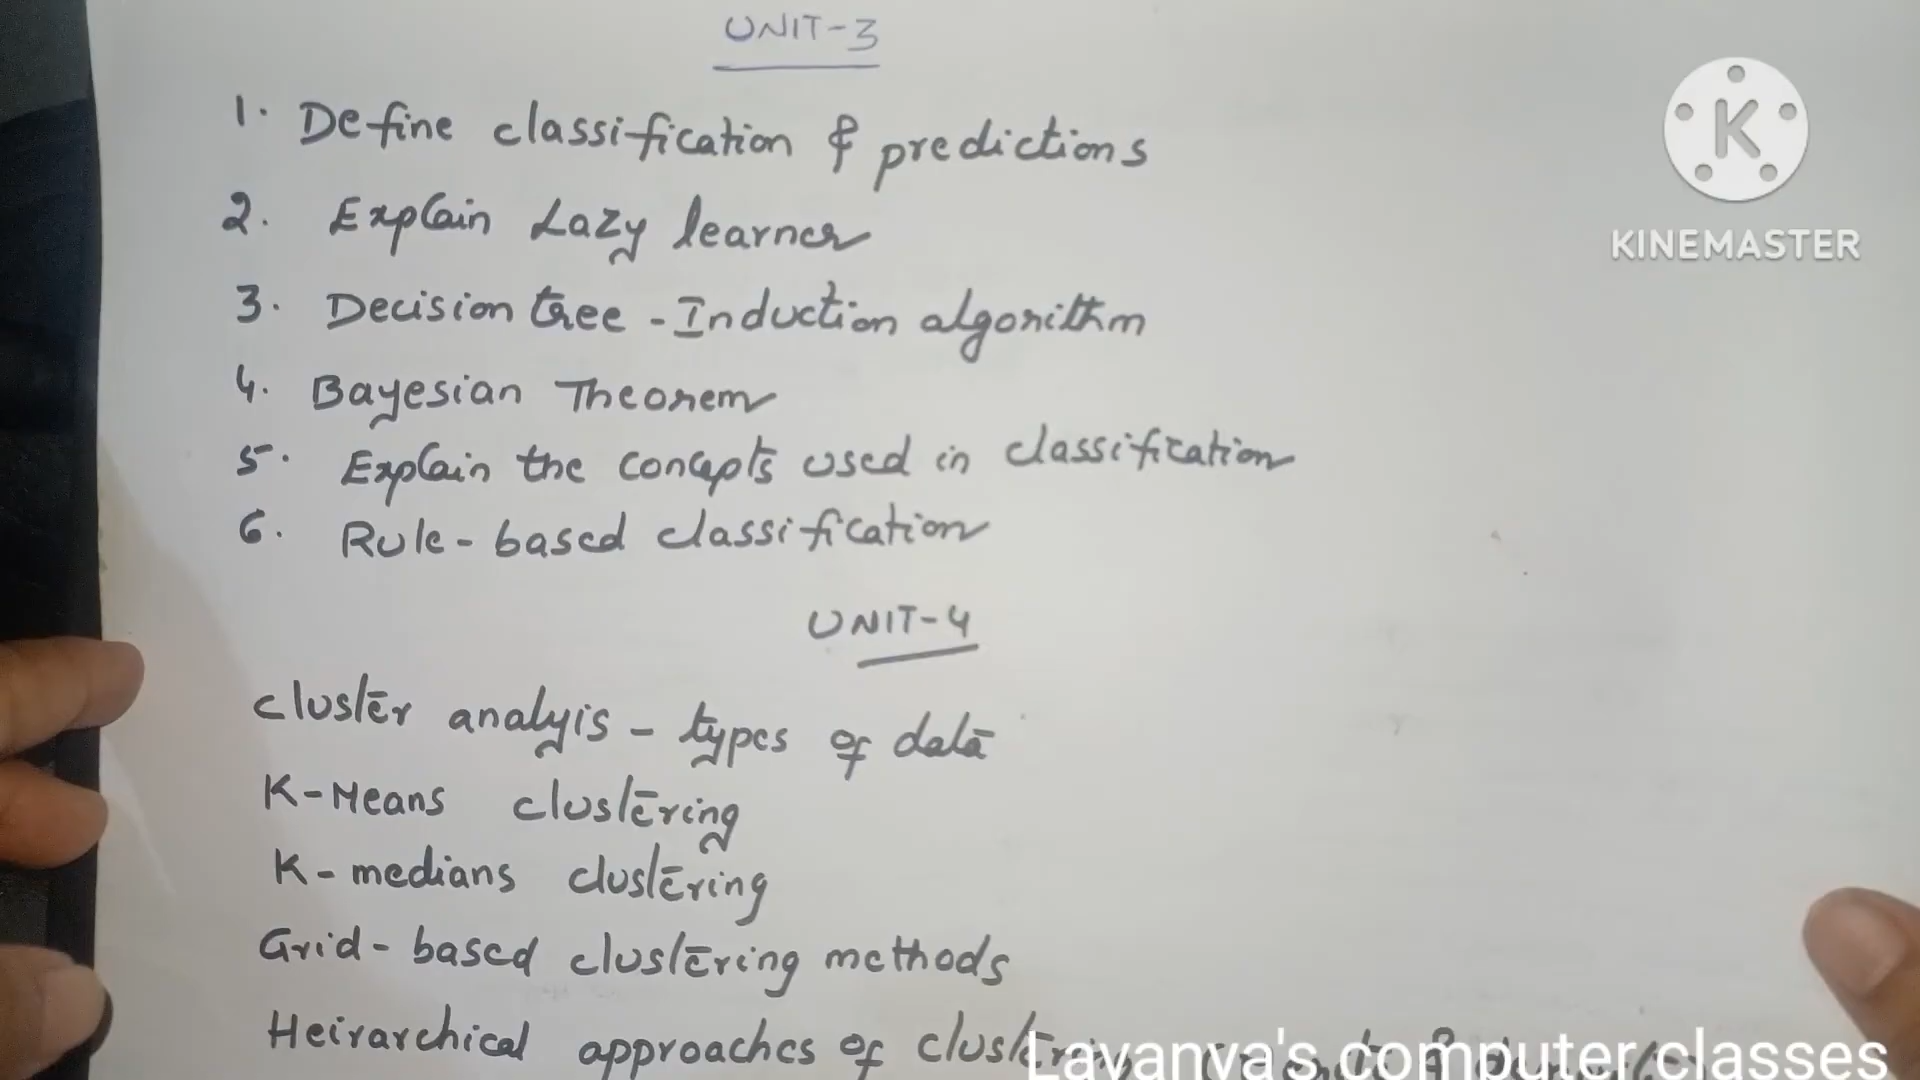 UNIT-3
1. Define classification & predictions
2. Explain Lazy learner
3. Decision tree - Induction algorithm
4. Bayesian Theorem
5. Explain the concepts used in classification
6. Rule-based classification
K
KINEMASTER
UNIT-4
cluster analyis - types of data
K-Means clustering
K-medians clustering
Grid-based clustering methods
Heirarchical approaches of clustering
Lavanya's computer classes